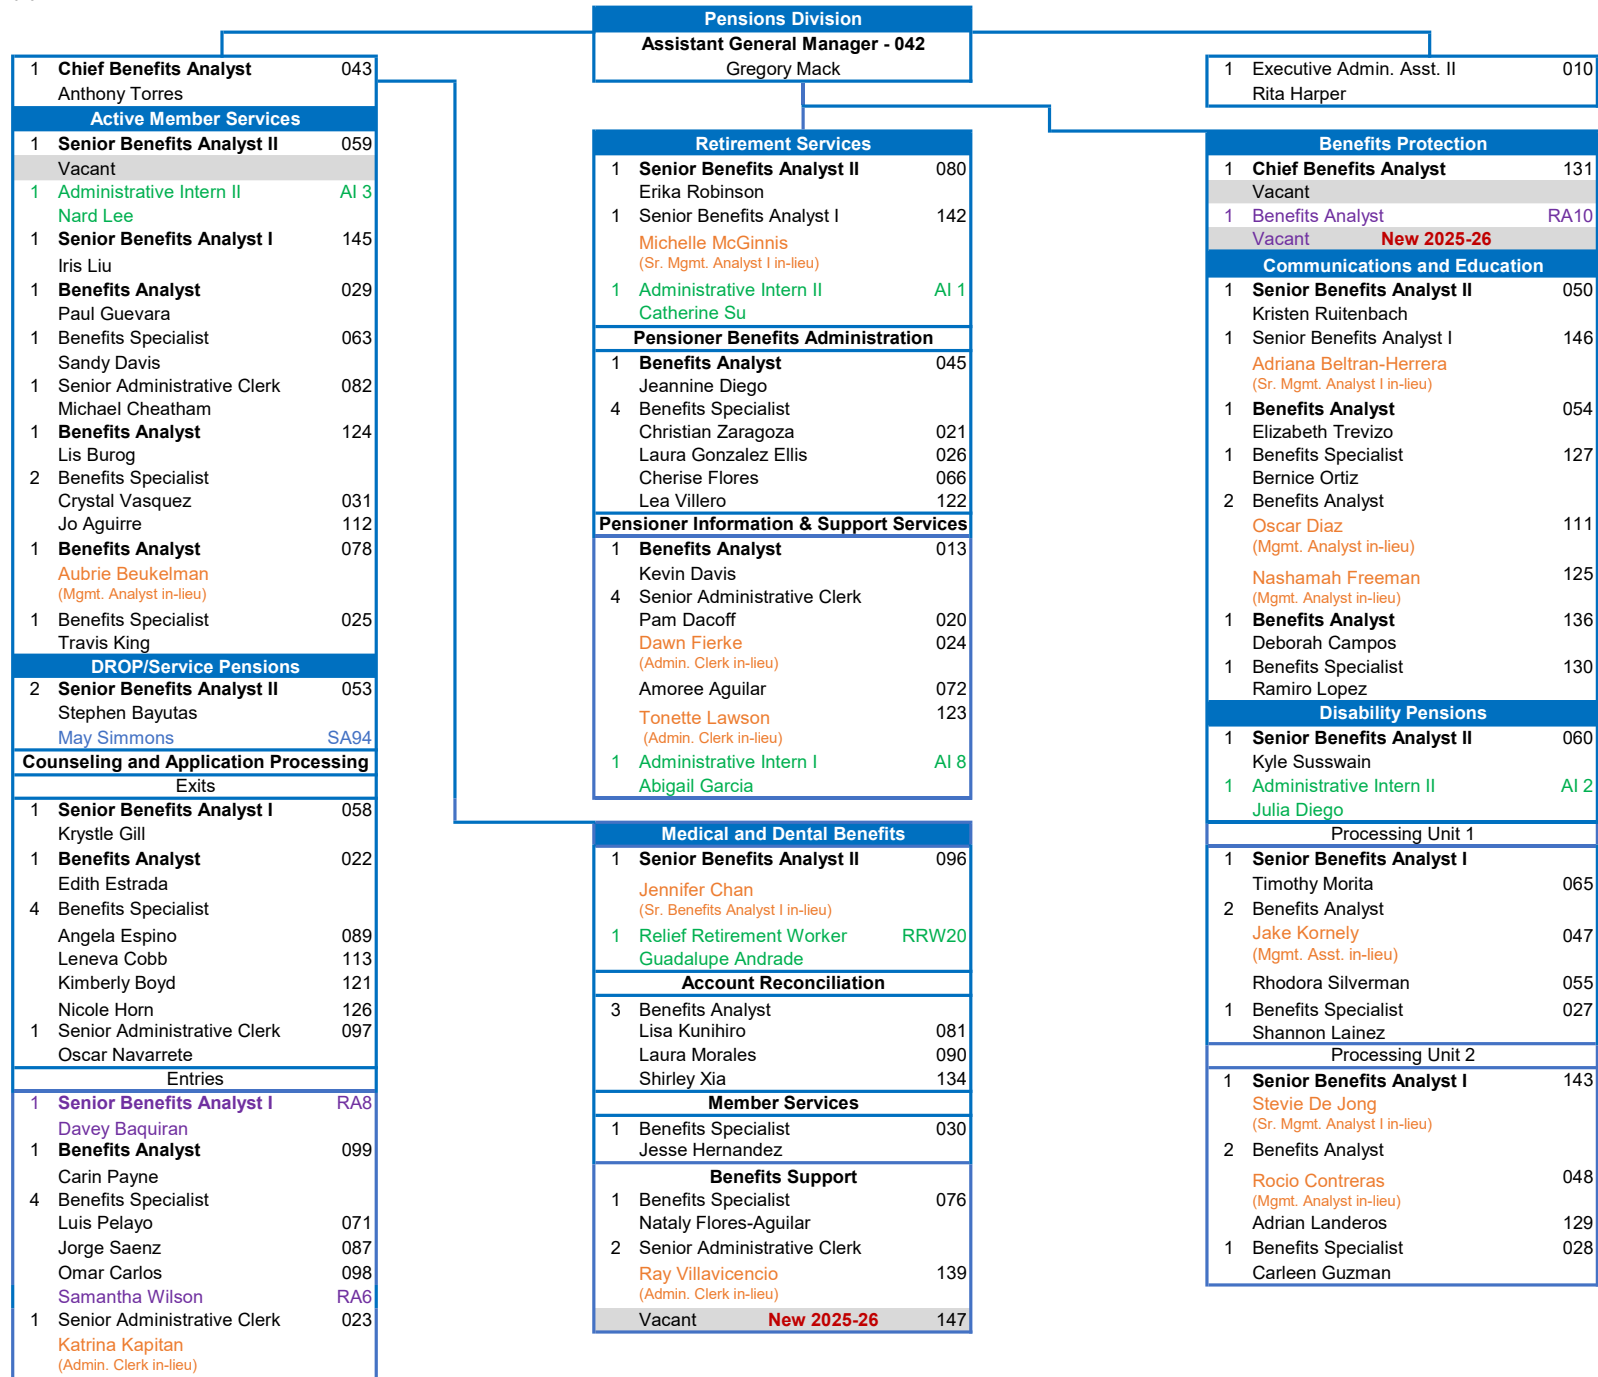 Pensions Division
Assistant General Manager - 042
Gregory Mack
1 Chief Benefits Analyst 043
Anthony Torres
Active Member Services
1 Senior Benefits Analyst II 059
Vacant
1 Administrative Intern II AI 3
Nard Lee
1 Senior Benefits Analyst I 145
Iris Liu
1 Benefits Analyst 029
Paul Guevara
1 Benefits Specialist 063
Sandy Davis
1 Senior Administrative Clerk 082
Michael Cheatham
1 Benefits Analyst 124
Lis Burog
2 Benefits Specialist
Crystal Vasquez 031
Jo Aguirre 112
1 Benefits Analyst 078
Aubrie Beukelman
(Mgmt. Analyst in-lieu)
1 Benefits Specialist 025
Travis King
DROP/Service Pensions
2 Senior Benefits Analyst II 053
Stephen Bayutas
May Simmons SA94
Counseling and Application Processing
Exits
1 Senior Benefits Analyst I 058
Krystle Gill
1 Benefits Analyst 022
Edith Estrada
4 Benefits Specialist
Angela Espino 089
Leneva Cobb 113
Kimberly Boyd 121
Nicole Horn 126
1 Senior Administrative Clerk 097
Oscar Navarrete
Entries
1 Senior Benefits Analyst I RA8
Davey Baquiran
1 Benefits Analyst 099
Carin Payne
4 Benefits Specialist
Luis Pelayo 071
Jorge Saenz 087
Omar Carlos 098
Samantha Wilson RA6
1 Senior Administrative Clerk 023
Katrina Kapitan
(Admin. Clerk in-lieu)
Retirement Services
1 Senior Benefits Analyst II 080
Erika Robinson
1 Senior Benefits Analyst I 142
Michelle McGinnis
(Sr. Mgmt. Analyst I in-lieu)
1 Administrative Intern II AI 1
Catherine Su
Pensioner Benefits Administration
1 Benefits Analyst 045
Jeannine Diego
4 Benefits Specialist
Christian Zaragoza 021
Laura Gonzalez Ellis 026
Cherise Flores 066
Lea Villero 122
Pensioner Information & Support Services
1 Benefits Analyst 013
Kevin Davis
4 Senior Administrative Clerk
Pam Dacoff 020
Dawn Fierke 024
(Admin. Clerk in-lieu)
Amoree Aguilar 072
Tonette Lawson 123
(Admin. Clerk in-lieu)
1 Administrative Intern I AI 8
Abigail Garcia
Medical and Dental Benefits
1 Senior Benefits Analyst II 096
Jennifer Chan
(Sr. Benefits Analyst I in-lieu)
1 Relief Retirement Worker RRW20
Guadalupe Andrade
Account Reconciliation
3 Benefits Analyst
Lisa Kunihiro 081
Laura Morales 090
Shirley Xia 134
Member Services
1 Benefits Specialist 030
Jesse Hernandez
Benefits Support
1 Benefits Specialist 076
Nataly Flores-Aguilar
2 Senior Administrative Clerk
Ray Villavicencio 139
(Admin. Clerk in-lieu)
Vacant New 2025-26 147
1 Executive Admin. Asst. II 010
Rita Harper
Benefits Protection
1 Chief Benefits Analyst 131
Vacant
1 Benefits Analyst RA10
Vacant New 2025-26
Communications and Education
1 Senior Benefits Analyst II 050
Kristen Ruitenbach
1 Senior Benefits Analyst I 146
Adriana Beltran-Herrera
(Sr. Mgmt. Analyst I in-lieu)
1 Benefits Analyst 054
Elizabeth Trevizo
1 Benefits Specialist 127
Bernice Ortiz
2 Benefits Analyst
Oscar Diaz 111
(Mgmt. Analyst in-lieu)
Nashamah Freeman 125
(Mgmt. Analyst in-lieu)
1 Benefits Analyst 136
Deborah Campos
1 Benefits Specialist 130
Ramiro Lopez
Disability Pensions
1 Senior Benefits Analyst II 060
Kyle Susswain
1 Administrative Intern II AI 2
Julia Diego
Processing Unit 1
1 Senior Benefits Analyst I
Timothy Morita 065
2 Benefits Analyst
Jake Kornely 047
(Mgmt. Asst. in-lieu)
Rhodora Silverman 055
1 Benefits Specialist 027
Shannon Lainez
Processing Unit 2
1 Senior Benefits Analyst I 143
Stevie De Jong
(Sr. Mgmt. Analyst I in-lieu)
2 Benefits Analyst
Rocio Contreras 048
(Mgmt. Analyst in-lieu)
Adrian Landeros 129
1 Benefits Specialist 028
Carleen Guzman